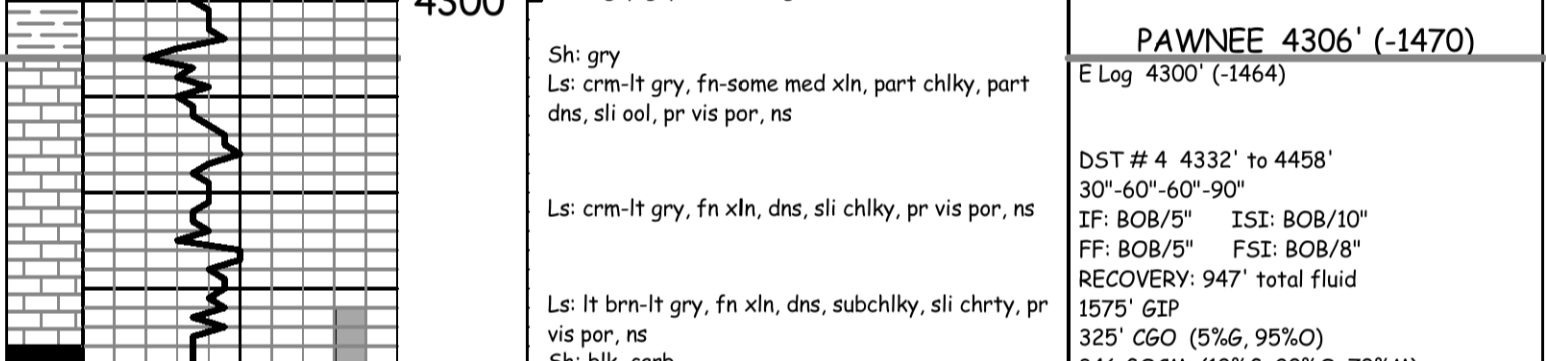 4300
Sh: gry
Ls: crm-lt gry, fn-some med xln, part chlky, part
dns, sli ool, pr vis por, ns
Ls: crm-lt gry, fn xln, dns, sli chlky, pr vis por, ns
Ls: lt brn-lt gry, fn xln, dns, subchlky, sli chrty, pr
vis por, ns
Sh: blk, carb
PAWNEE 4306' (-1470)
E Log 4300' (-1464)
DST # 4 4332' to 4458'
30"-60"-60"-90"
IF: BOB/5" ISI: BOB/10"
FF: BOB/5" FSI: BOB/8"
RECOVERY: 947' total fluid
1575' GIP
325' CGO (5%G, 95%O)